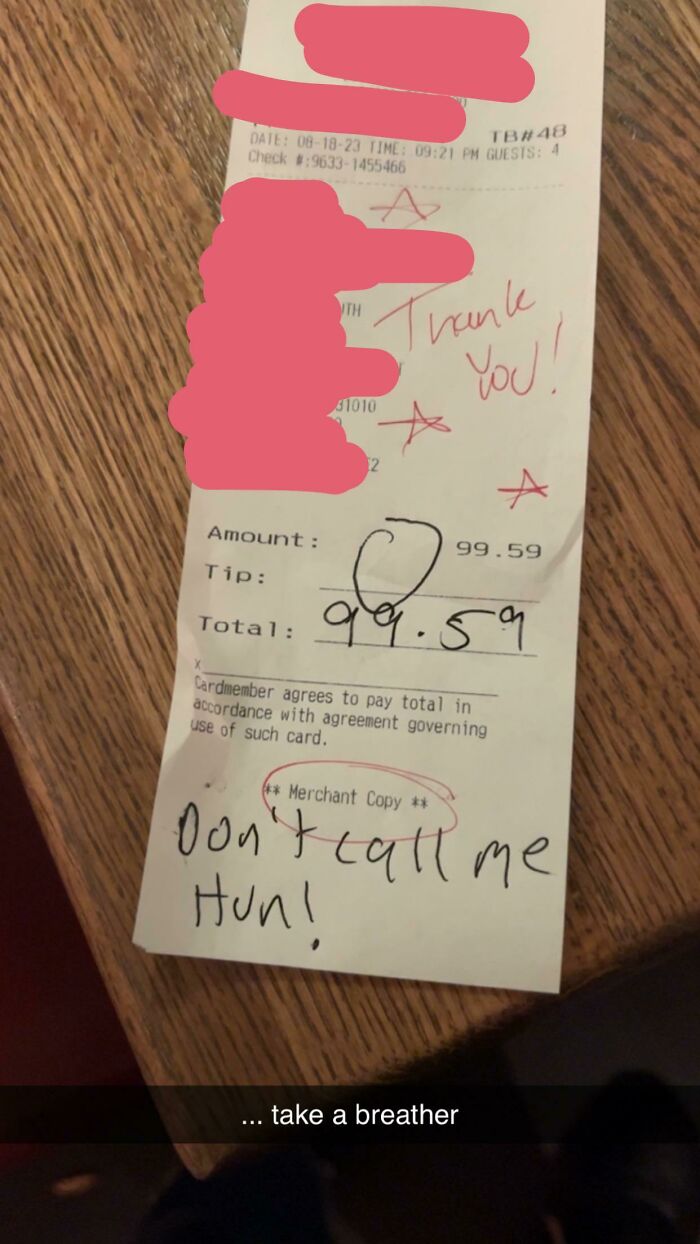 TB#48
DATE: 08-18-23 TIME: 09:21 PM GUESTS: 4
Check #:9633-1455466
Thank
You!
31010
Amount: 99.59
Tip: 0
Total: 99.59
x
Cardmember agrees to pay total in
accordance with agreement governing
use of such card.
** Merchant Copy **
Don't call me
Hun!
... take a breather